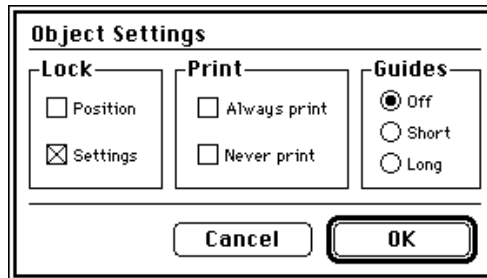 Object Settings
Lock
Position
Settings
Print
Always print
Never print
Guides
Off
Short
Long
Cancel
OK